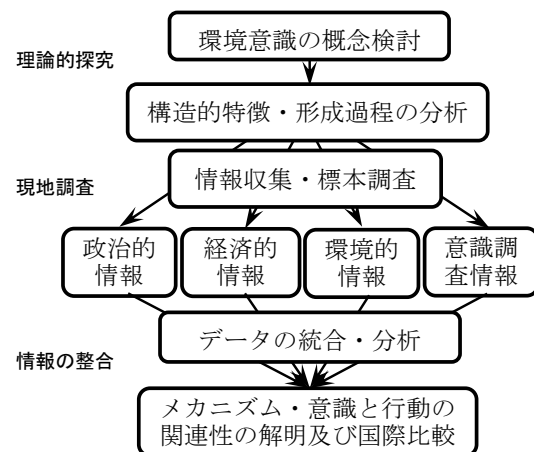 環境意識の概念検討
理論的探究
構造的特徴・形成過程の分析
現地調査
情報収集・標本調査
政治的
情報
経済的
情報
環境的
情報
意識調
査情報
データの統合・分析
情報の整合
メカニズム・意識と行動の
関連性の解明及び国際比較